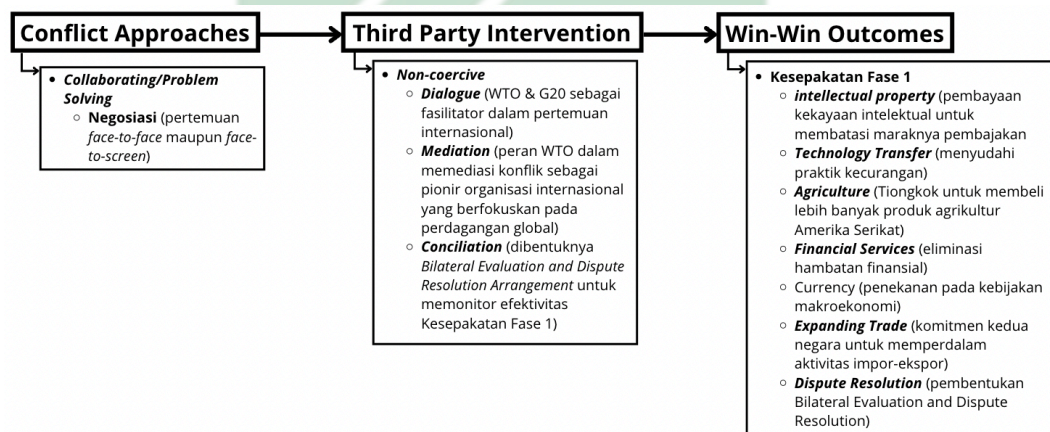 Conflict Approaches
Collaborating/Problem
Solving
Negosiasi (pertemuan
face-to-face maupun face-
to-screen)
Third Party Intervention
Non-coercive
Dialogue (WTO & G20 sebagai
fasilitator dalam pertemuan
internasional)
Mediation (peran WTO dalam
memediasi konflik sebagai
pionir organisasi internasional
yang berfokuskan pada
perdagangan global)
Conciliation (dibentuknya
Bilateral Evaluation and Dispute
Resolution Arrangement untuk
memonitor efektivitas
Kesepakatan Fase 1)
Win-Win Outcomes
Kesepakatan Fase 1
intellectual property (pembayaan
kekayaan intelektual untuk
membatasi maraknya pembajakan
Technology Transfer (menyudahi
praktik kecurangan)
Agriculture (Tiongkok untuk membeli
lebih banyak produk agrikultur
Amerika Serikat)
Financial Services (eliminasi
hambatan finansial)
Currency (penekanan pada kebijakan
makroekonomi)
Expanding Trade (komitmen kedua
negara untuk memperdalam
aktivitas impor-ekspor)
Dispute Resolution (pembentukan
Bilateral Evaluation and Dispute
Resolution)